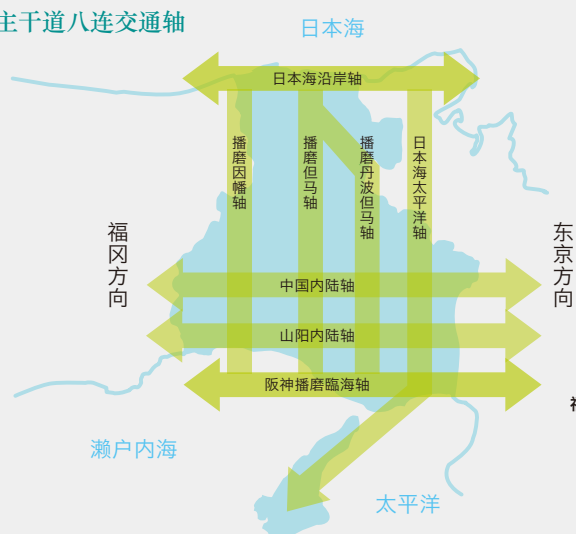 主干道八连交通轴
日本海
日本海沿岸轴
播磨因幡轴
播磨但马轴
播磨丹波但马轴
日本海太平洋轴
福冈方向
东京方向
中国内陆轴
山阳内陆轴
阪神播磨臨海轴
濑户内海
太平洋